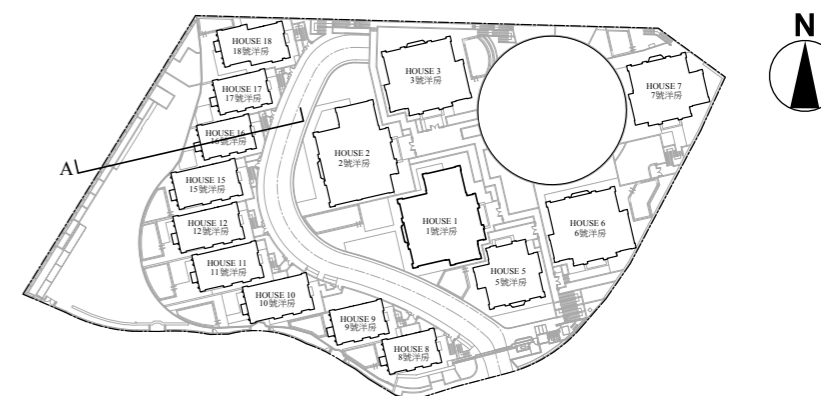 N
HOUSE 18
18號洋房
HOUSE 17
17號洋房
HOUSE 16
16號洋房
A
HOUSE 15
15號洋房
HOUSE 12
12號洋房
HOUSE 11
11號洋房
HOUSE 10
10號洋房
HOUSE 9
9號洋房
HOUSE 8
8號洋房
HOUSE 3
3號洋房
HOUSE 2
2號洋房
HOUSE 1
1號洋房
HOUSE 5
5號洋房
HOUSE 6
6號洋房
HOUSE 7
7號洋房